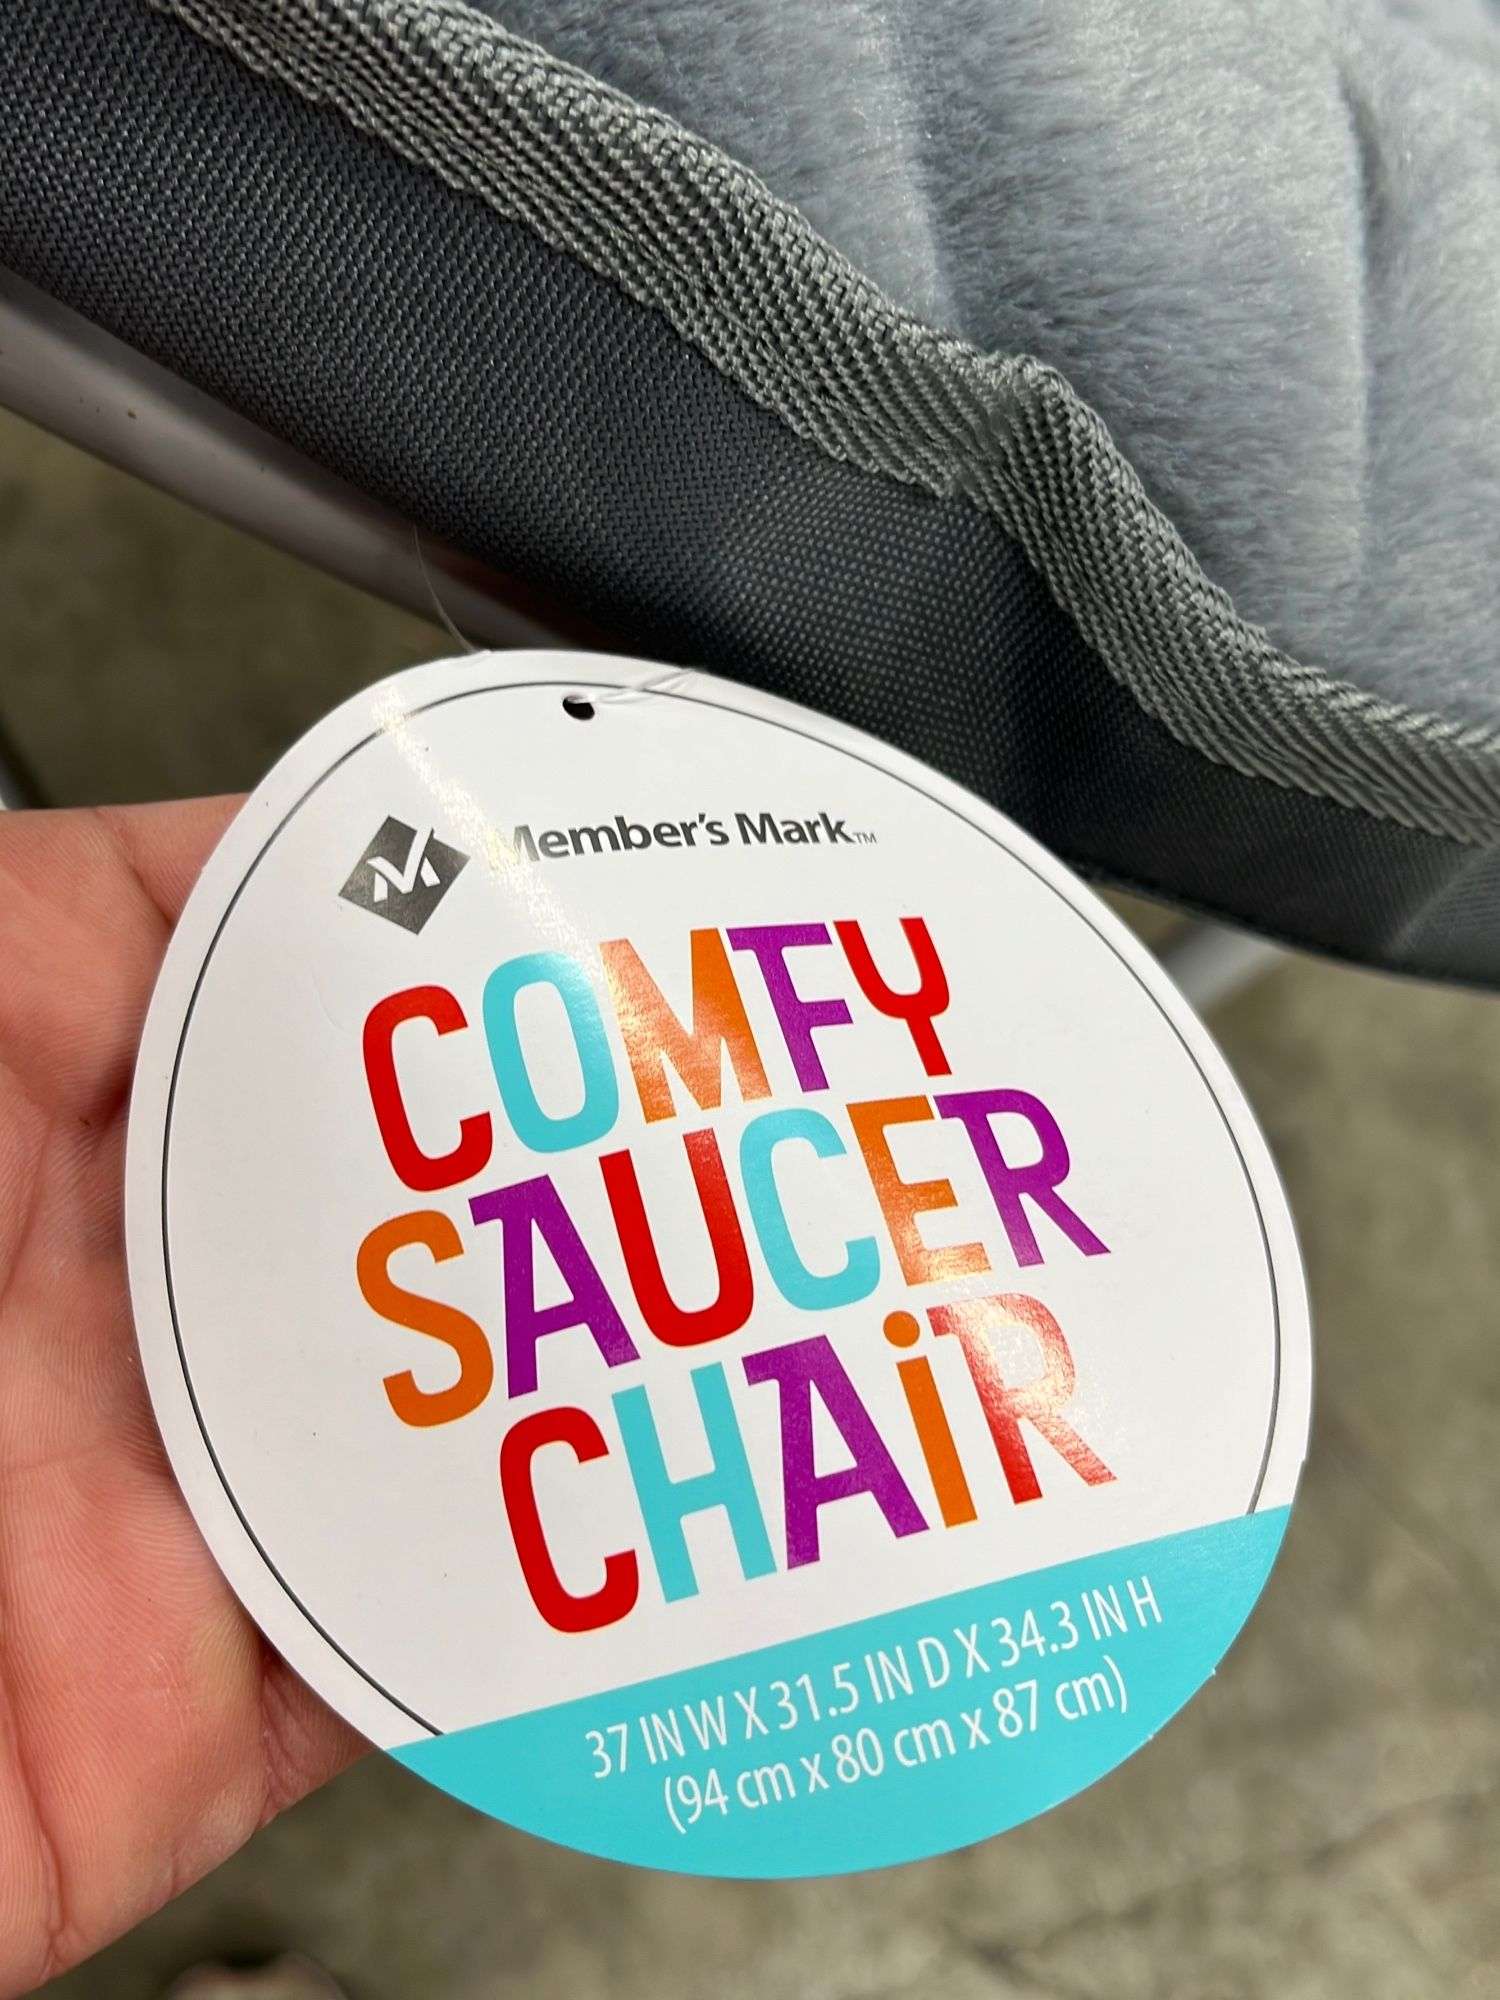 Member's Mark™
COMFY
SAUCER
CHAiR
37 IN W X 31.5 IN D X 34.3 IN H
(94 cm x 80 cm x 87 cm)